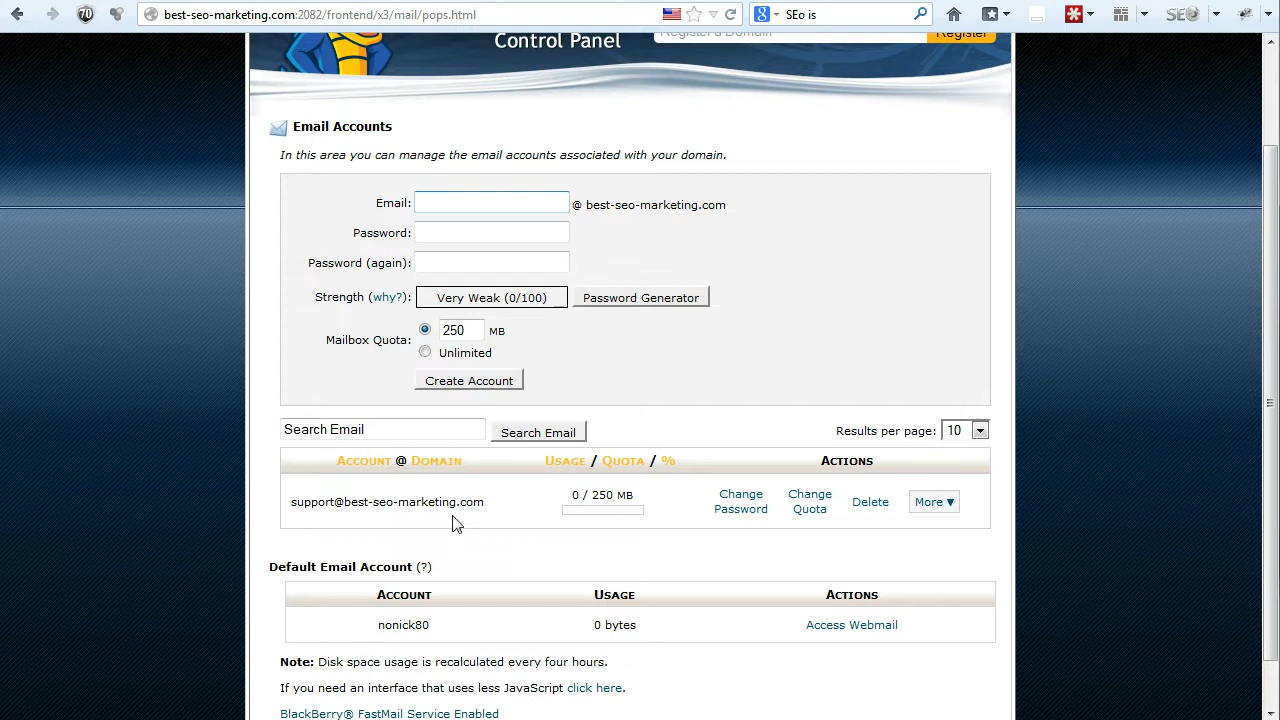 best-seo-marketing.com:2082/frontend/x3/mail/pops.html
SEo is
70
SEO
Control Panel
Register a Domain
Register
Email Accounts
In this area you can manage the email accounts associated with your domain.
Email: @ best-seo-marketing.com
Password:
Password (again):
Strength (why?): Very Weak (0/100) Password Generator
Mailbox Quota: 250 MB
Unlimited
Create Account
Search Email Search Email Results per page: 10
ACCOUNT @ DOMAIN USAGE / QUOTA / % ACTIONS
support@best-seo-marketing.com 0 / 250 MB Change Password Change Quota Delete More ▼
Default Email Account (?)
ACCOUNT USAGE ACTIONS
nonick80 0 bytes Access Webmail
Note: Disk space usage is recalculated every four hours.
If you need an interface that uses less JavaScript click here.
BlackBerry® FastMail Service Enabled